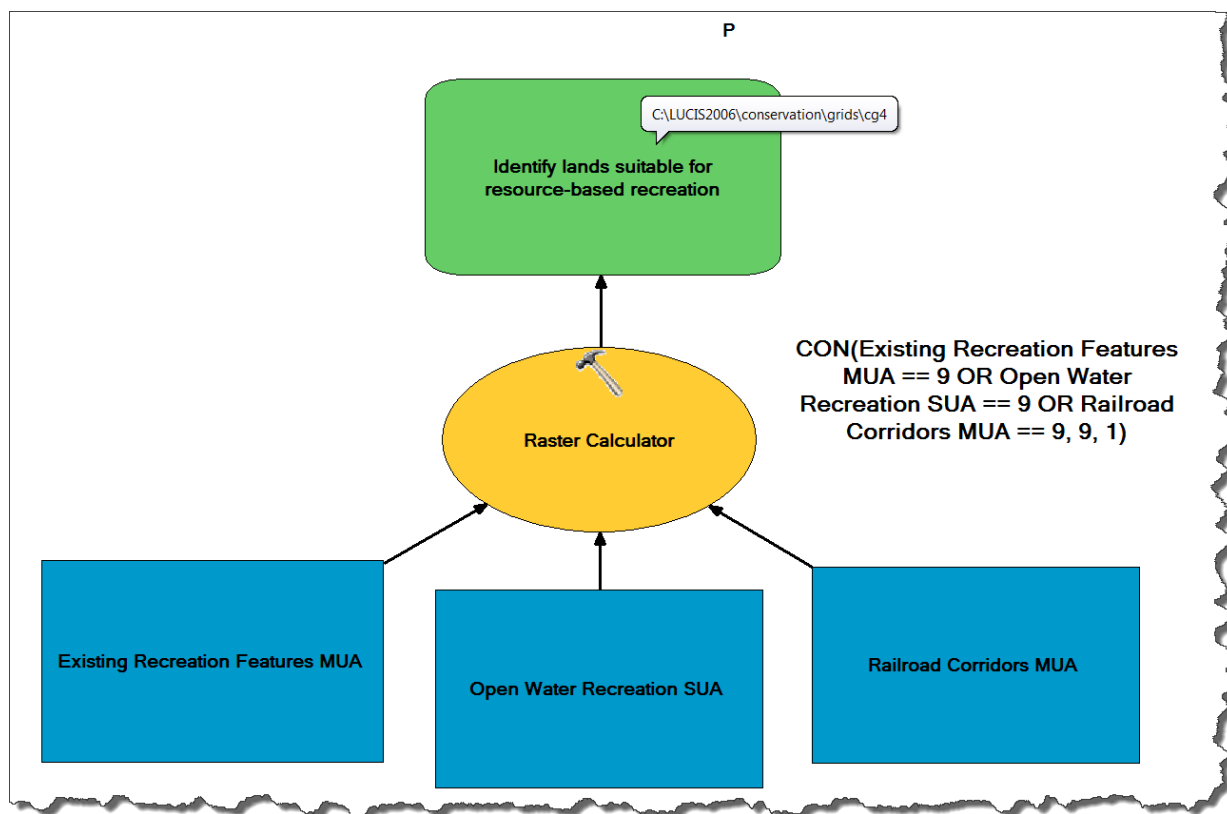 P
C:\LUCIS2006\conservation\grids\cg4
Identify lands suitable for
resource-based recreation
CON(Existing Recreation Features
MUA == 9 OR Open Water
Recreation SUA == 9 OR Railroad
Corridors MUA == 9, 9, 1)
Raster Calculator
Existing Recreation Features MUA
Open Water Recreation SUA
Railroad Corridors MUA